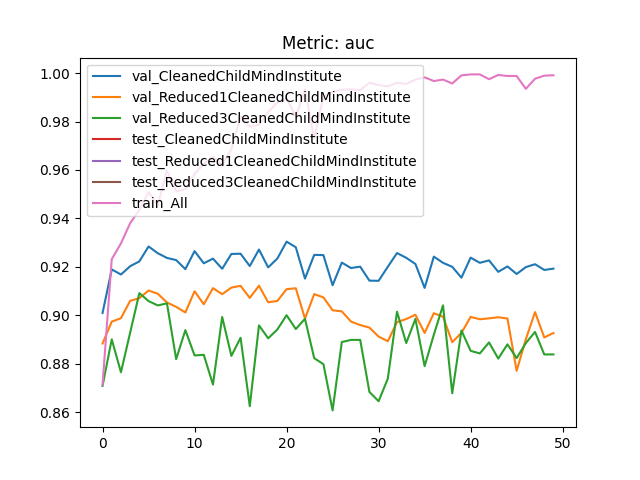 Metric: auc
val_CleanedChildMindInstitute
val_Reduced1CleanedChildMindInstitute
val_Reduced3CleanedChildMindInstitute
test_CleanedChildMindInstitute
test_Reduced1CleanedChildMindInstitute
test_Reduced3CleanedChildMindInstitute
train_All
1.00
0.98
0.96
0.94
0.92
0.90
0.88
0.86
0 10 20 30 40 50